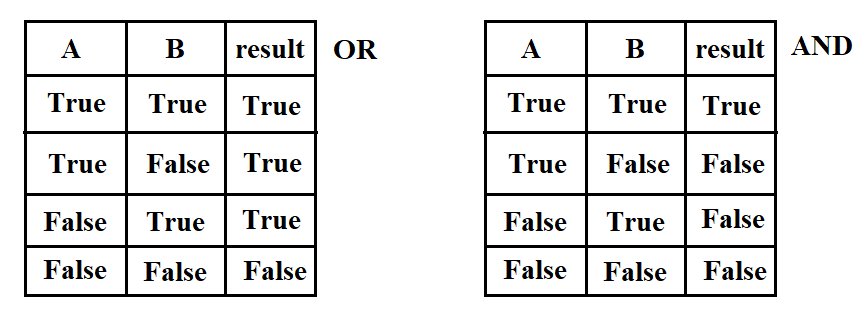 A B result OR
True True True
True False True
False True True
False False False
A B result AND
True True True
True False False
False True False
False False False